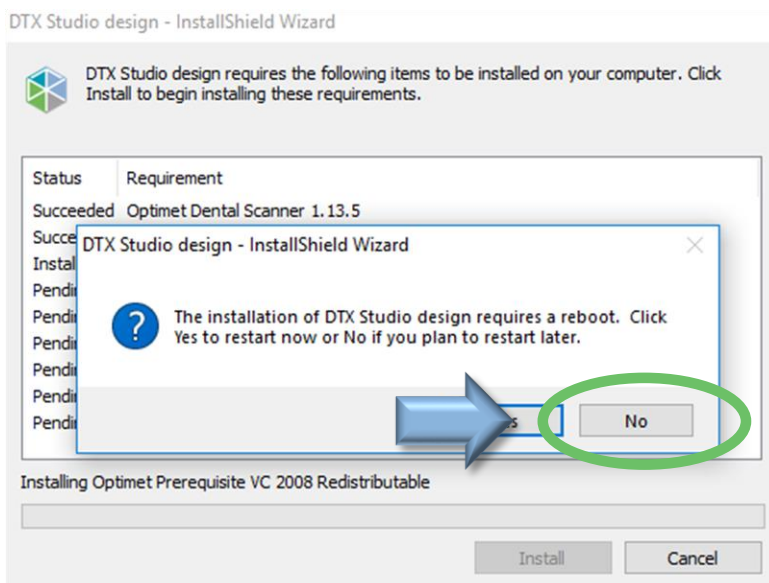 DTX Studio design - InstallShield Wizard
DTX Studio design requires the following items to be installed on your computer. Click
Install to begin installing these requirements.
Status Requirement
Succeeded Optimet Dental Scanner 1.13.5
DTX Studio design - InstallShield Wizard
The installation of DTX Studio design requires a reboot. Click
Yes to restart now or No if you plan to restart later.
No
Installing Optimet Prerequisite VC 2008 Redistributable
Install Cancel